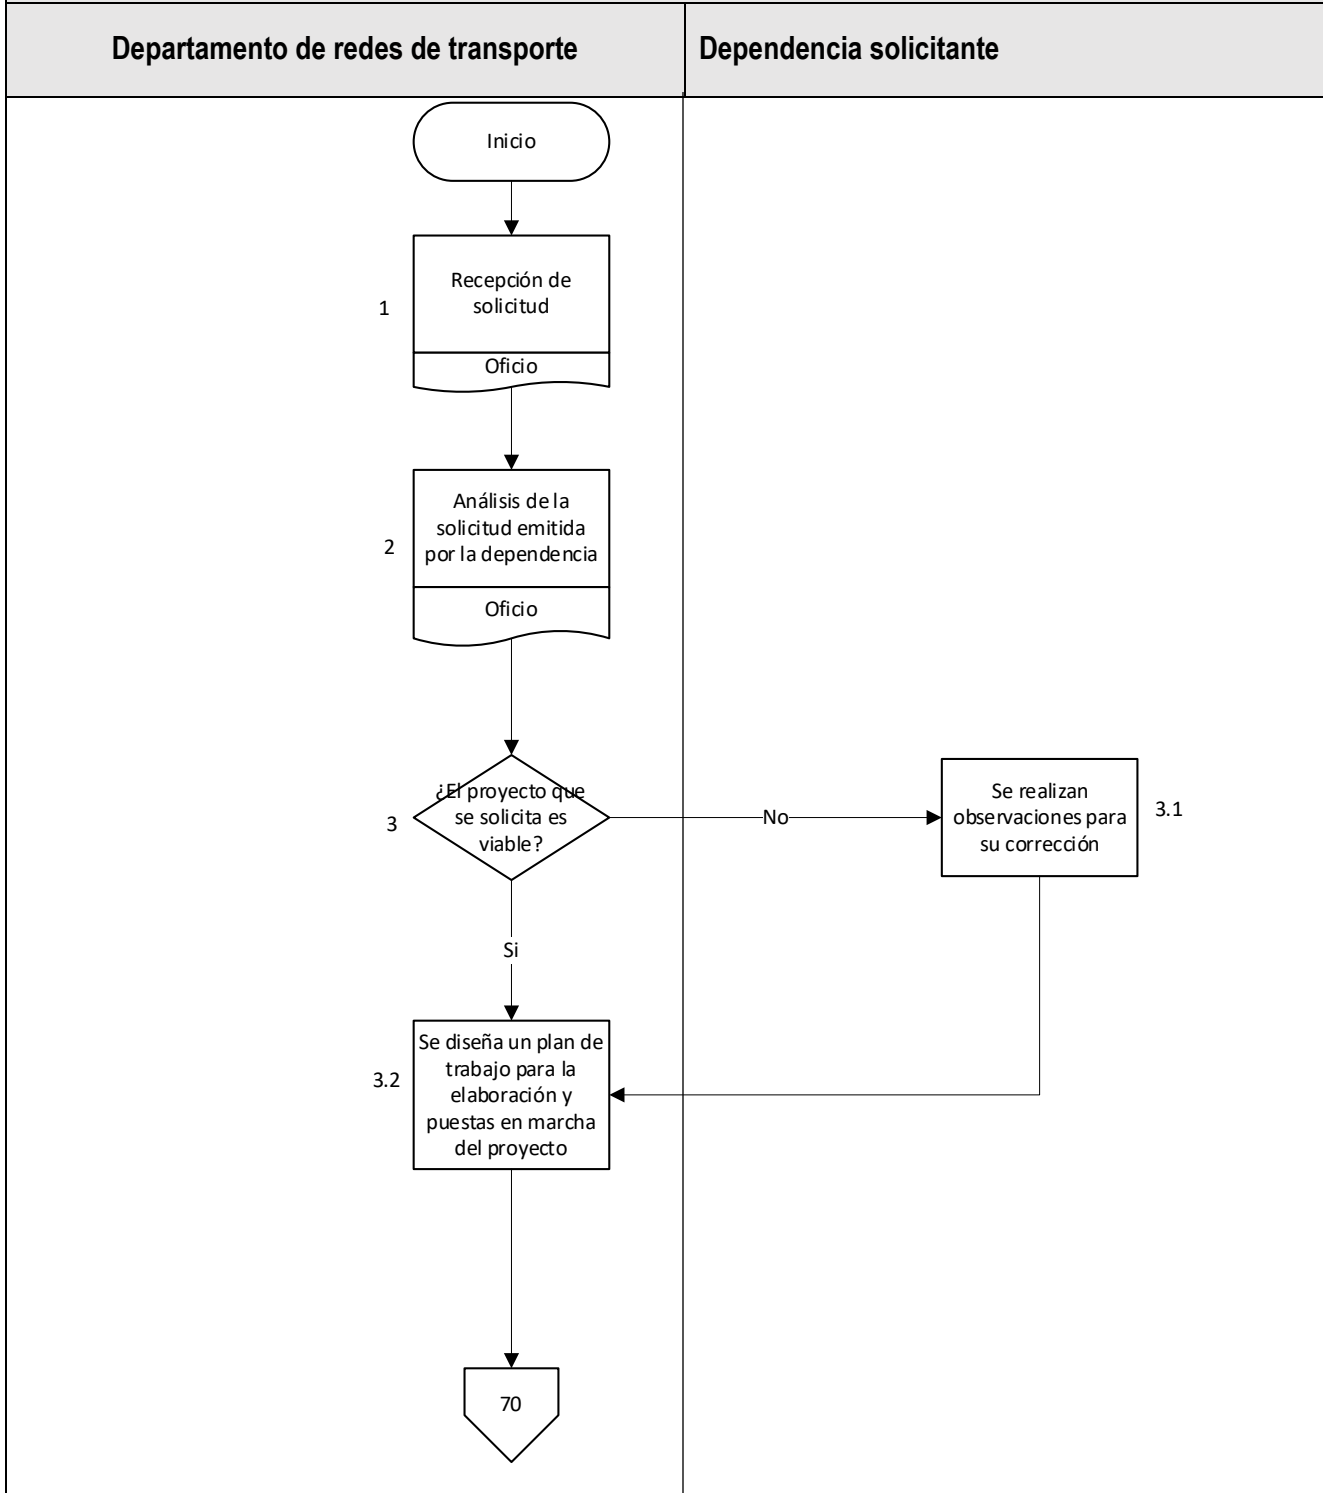 Departamento de redes de transporte
Dependencia solicitante
Inicio
1
Recepción de
solicitud
Oficio
2
Análisis de la
solicitud emitida
por la dependencia
Oficio
3
¿El proyecto que
se solicita es
viable?
No
Se realizan
observaciones para
su corrección
3.1
Si
3.2
Se diseña un plan de
trabajo para la
elaboración y
puestas en marcha
del proyecto
70